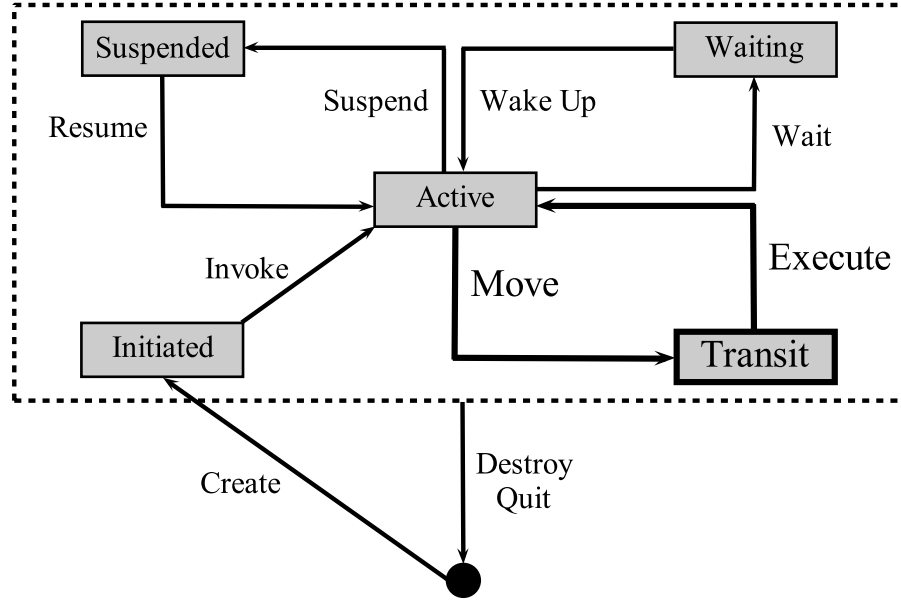 Suspended
Waiting
Suspend
Wake Up
Resume
Wait
Active
Invoke
Move
Execute
Initiated
Transit
Create
Destroy
Quit